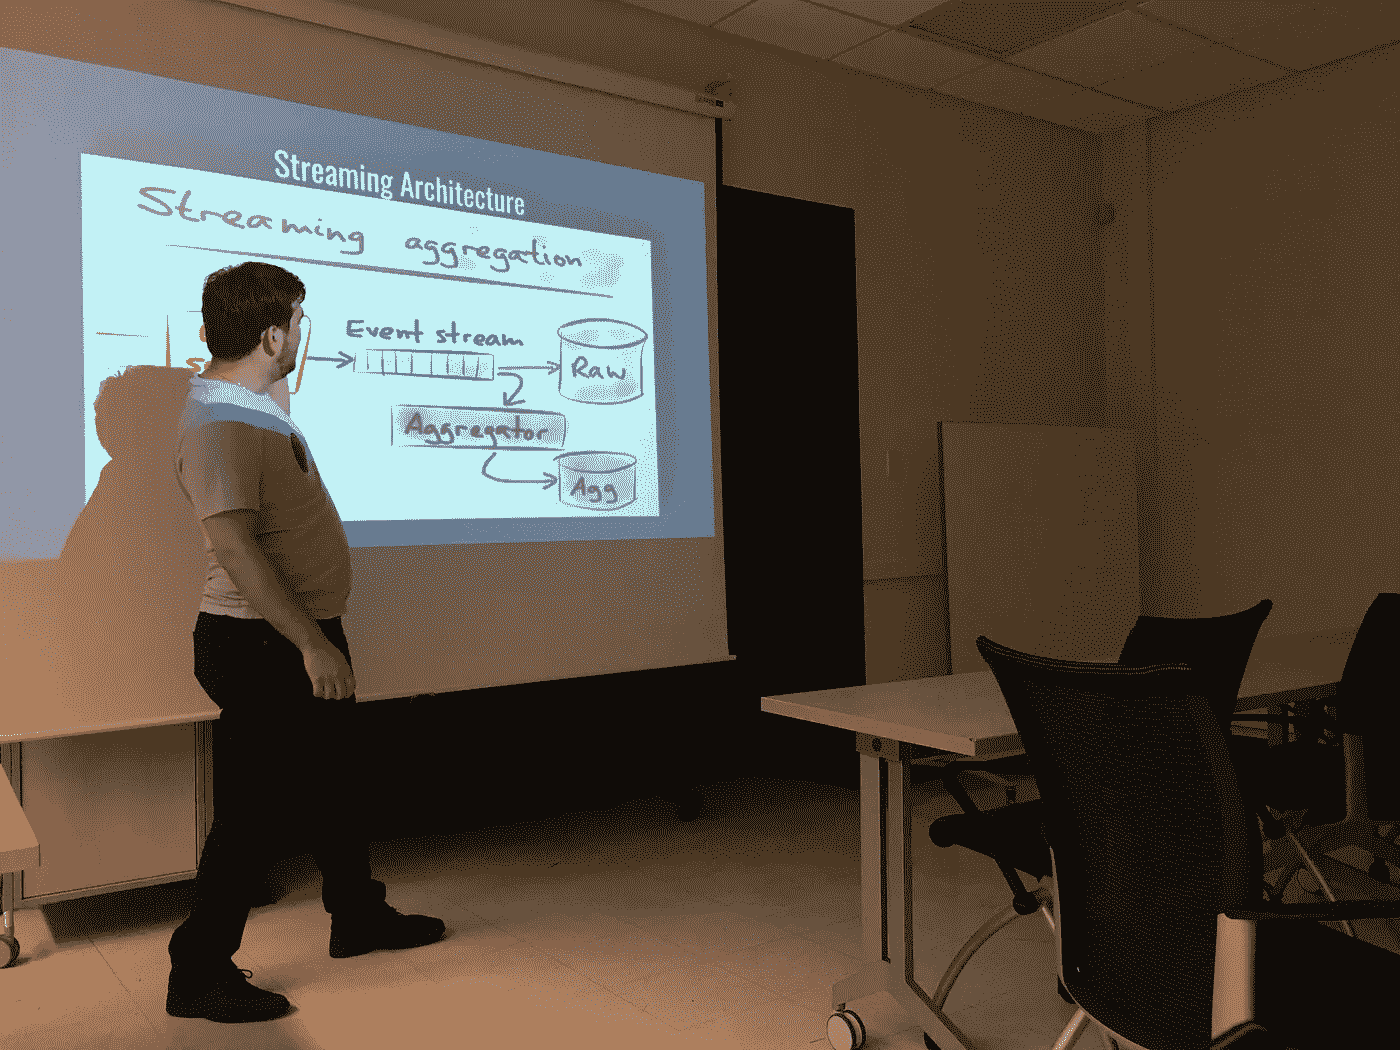 Streaming Architecture
Streaming aggregation
Event stream
Raw
Aggregator
Agg